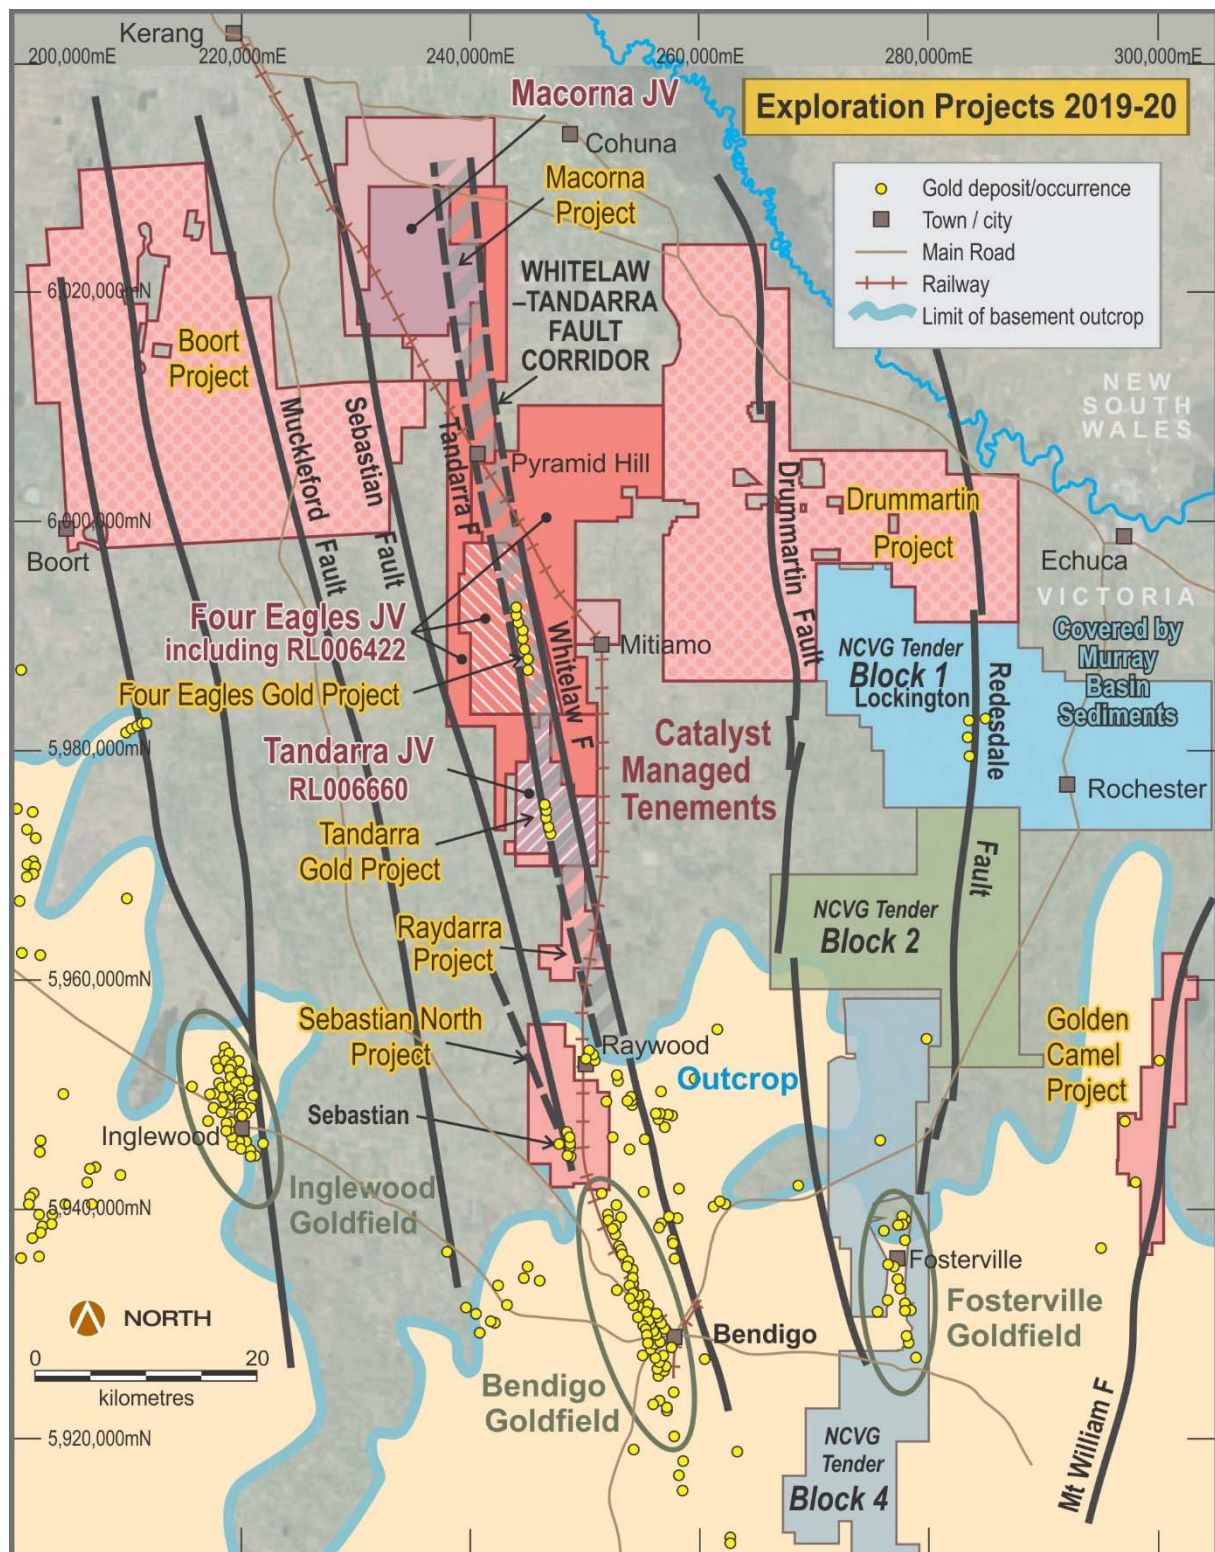 Kerang
200,000mE
220,000mE
240,000mE
260,000mE
280,000mE
300,000mE
Macorna JV
Exploration Projects 2019-20
Cohuna
Macorna
Project
Gold deposit/occurrence
Town / city
Main Road
Railway
Limit of basement outcrop
WHITELAW
–TANDARRA
FAULT
CORRIDOR
6,020,000mN
Boort
Project
NEW
SOUTH
WALES
Muckleford
Fault
Sebastian
Fault
Tandarra F
Pyramid Hill
Drummartin
Fault
Drummartin
Project
6,000,000mN
Boort
Echuca
VICTORIA
Four Eagles JV
including RL006422
Whitelaw F
Mitiamo
NCVG Tender
Block 1
Lockington
Redesdale
Fault
Covered by
Murray
Basin
Sediments
Four Eagles Gold Project
5,980,000mN
Tandarra JV
RL006660
Catalyst
Managed
Tenements
Rochester
Tandarra
Gold Project
NCVG Tender
Block 2
Raydarra
Project
5,960,000mN
Sebastian North
Project
Raywood
Outcrop
Golden
Camel
Project
Sebastian
Inglewood
Inglewood
Goldfield
5,940,000mN
Fosterville
Fosterville
Goldfield
NORTH
Bendigo
0
20
kilometres
Bendigo
Goldfield
5,920,000mN
NCVG
Tender
Block 4
Mt William F